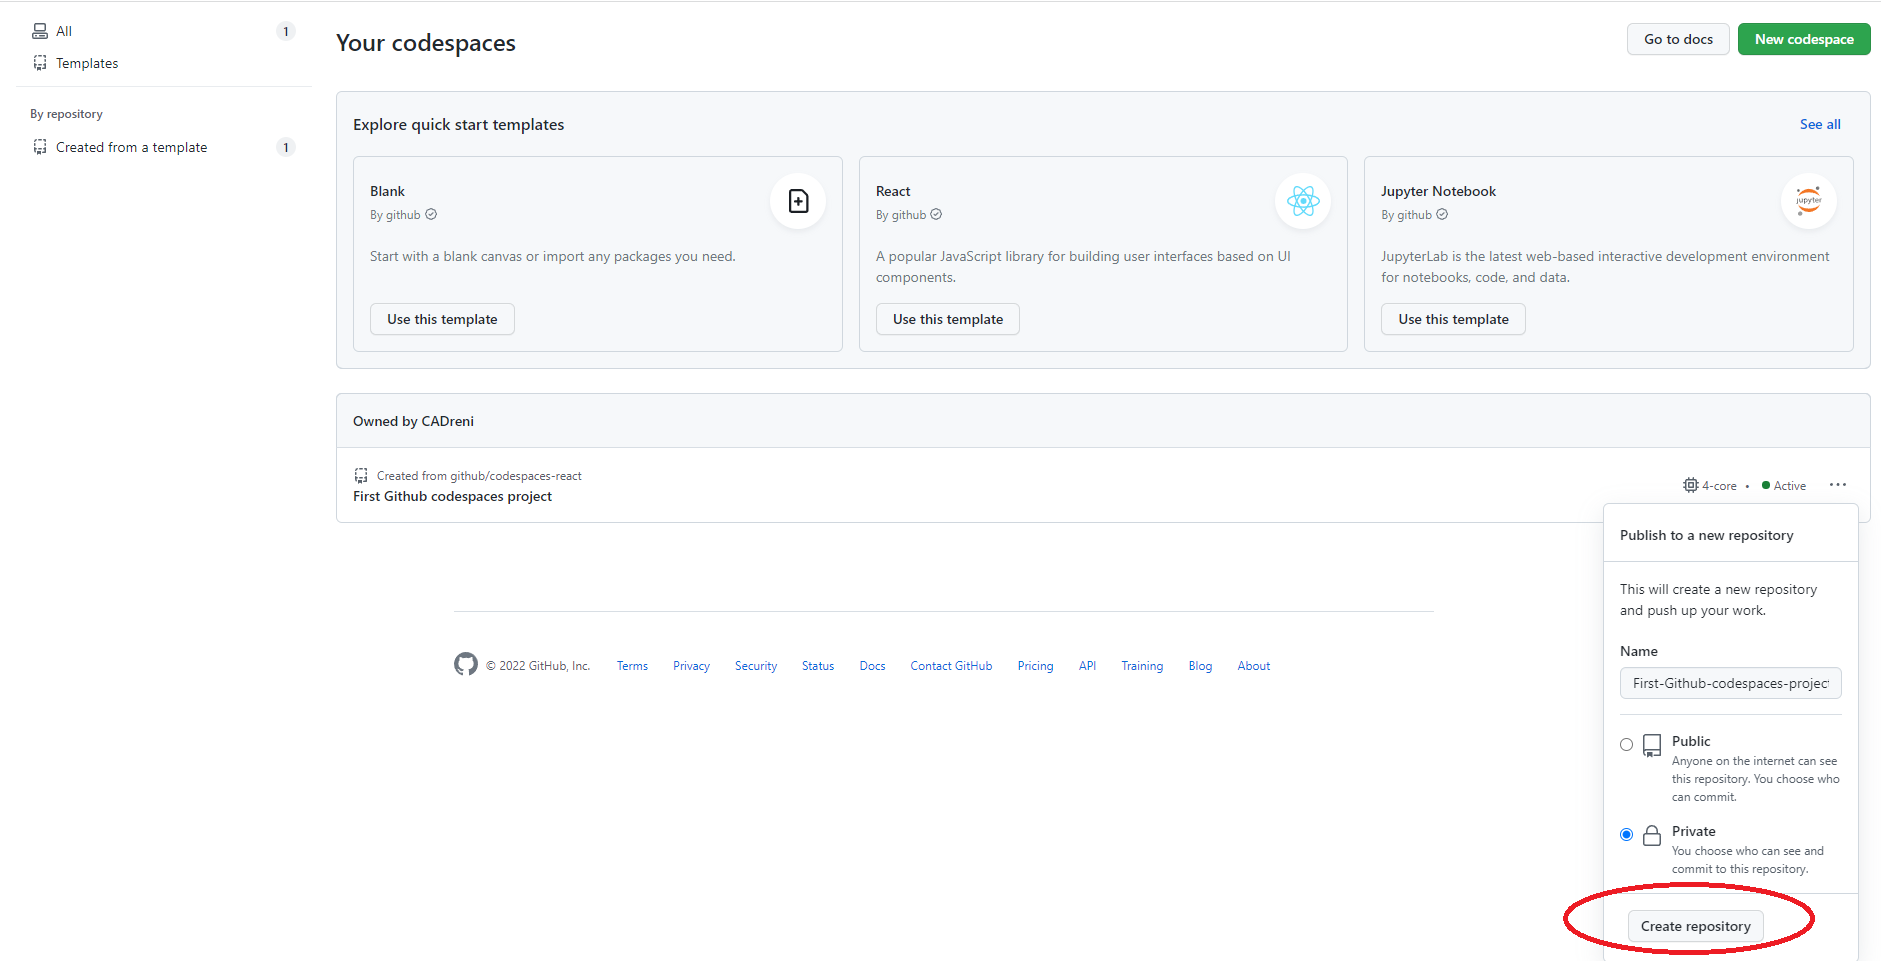 All 1
Templates
By repository
Created from a template 1
Your codespaces
Go to docs
New codespace
Explore quick start templates
See all
Blank
By github
Start with a blank canvas or import any packages you need.
Use this template
React
By github
A popular JavaScript library for building user interfaces based on UI
components.
Use this template
Jupyter Notebook
By github
jupyter
JupyterLab is the latest web-based interactive development environment
for notebooks, code, and data.
Use this template
Owned by CADreni
Created from github/codespaces-react
First Github codespaces project
4-core • Active ...
Publish to a new repository
This will create a new repository
and push up your work.
Name
First-Github-codespaces-project
Public
Anyone on the internet can see
this repository. You choose who
can commit.
Private
You choose who can see and
commit to this repository.
Create repository
© 2022 GitHub, Inc. Terms Privacy Security Status Docs Contact GitHub Pricing API Training Blog About